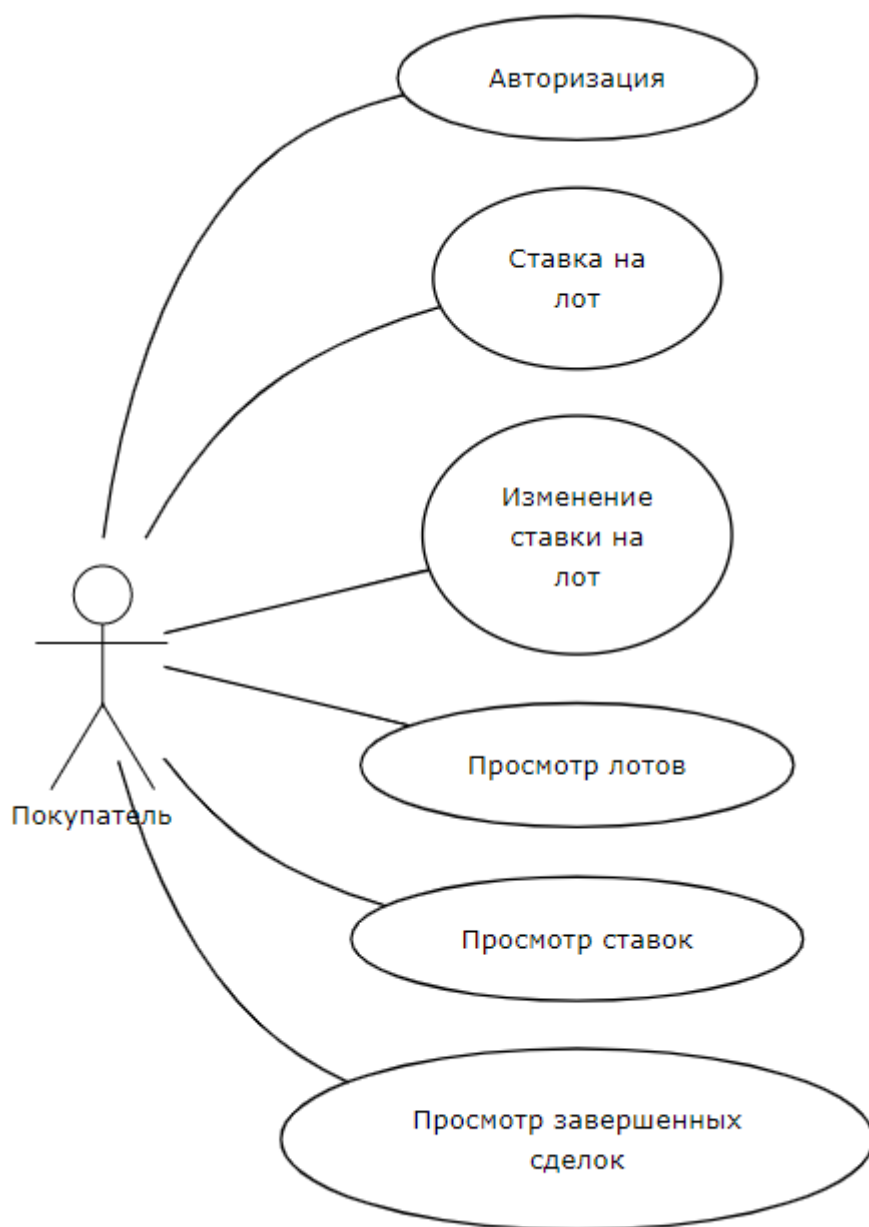 Авторизация
Ставка на
лот
Изменение
ставки на
лот
Просмотр лотов
Покупатель
Просмотр ставок
Просмотр завершенных
сделок